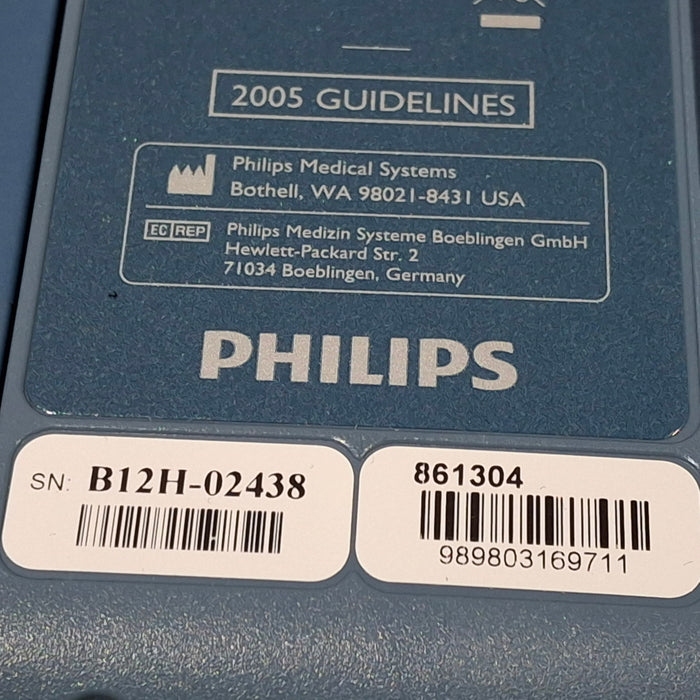 2005 GUIDELINES
Philips Medical Systems
Bothell, WA 98021-8431 USA
EC REP
Philips Medizin Systeme Boeblingen GmbH
Hewlett-Packard Str. 2
71034 Boeblingen, Germany
PHILIPS
SN: B12H-02438
861304
989803169711